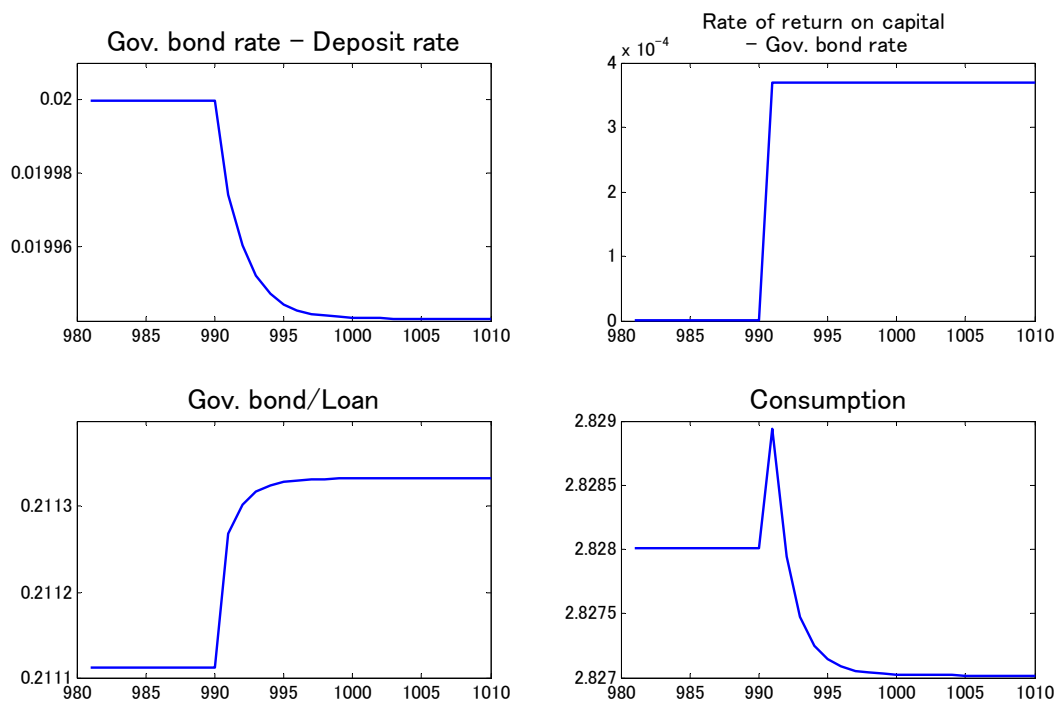 Gov. bond rate − Deposit rate
0.02
0.01998
0.01996
980 985 990 995 1000 1005 1010
Rate of return on capital
− Gov. bond rate
x 10^-4
4
3
2
1
0
980 985 990 995 1000 1005 1010
Gov. bond/Loan
0.2113
0.2112
0.2111
980 985 990 995 1000 1005 1010
Consumption
2.829
2.8285
2.828
2.8275
2.827
980 985 990 995 1000 1005 1010